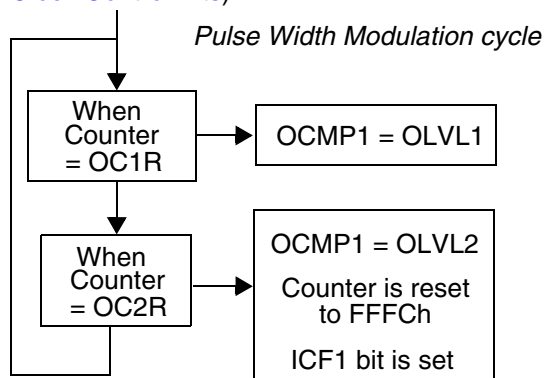 Pulse Width Modulation cycle
When
Counter
= OC1R
OCMP1 = OLVL1
When
Counter
= OC2R
OCMP1 = OLVL2
Counter is reset
to FFFCh
ICF1 bit is set